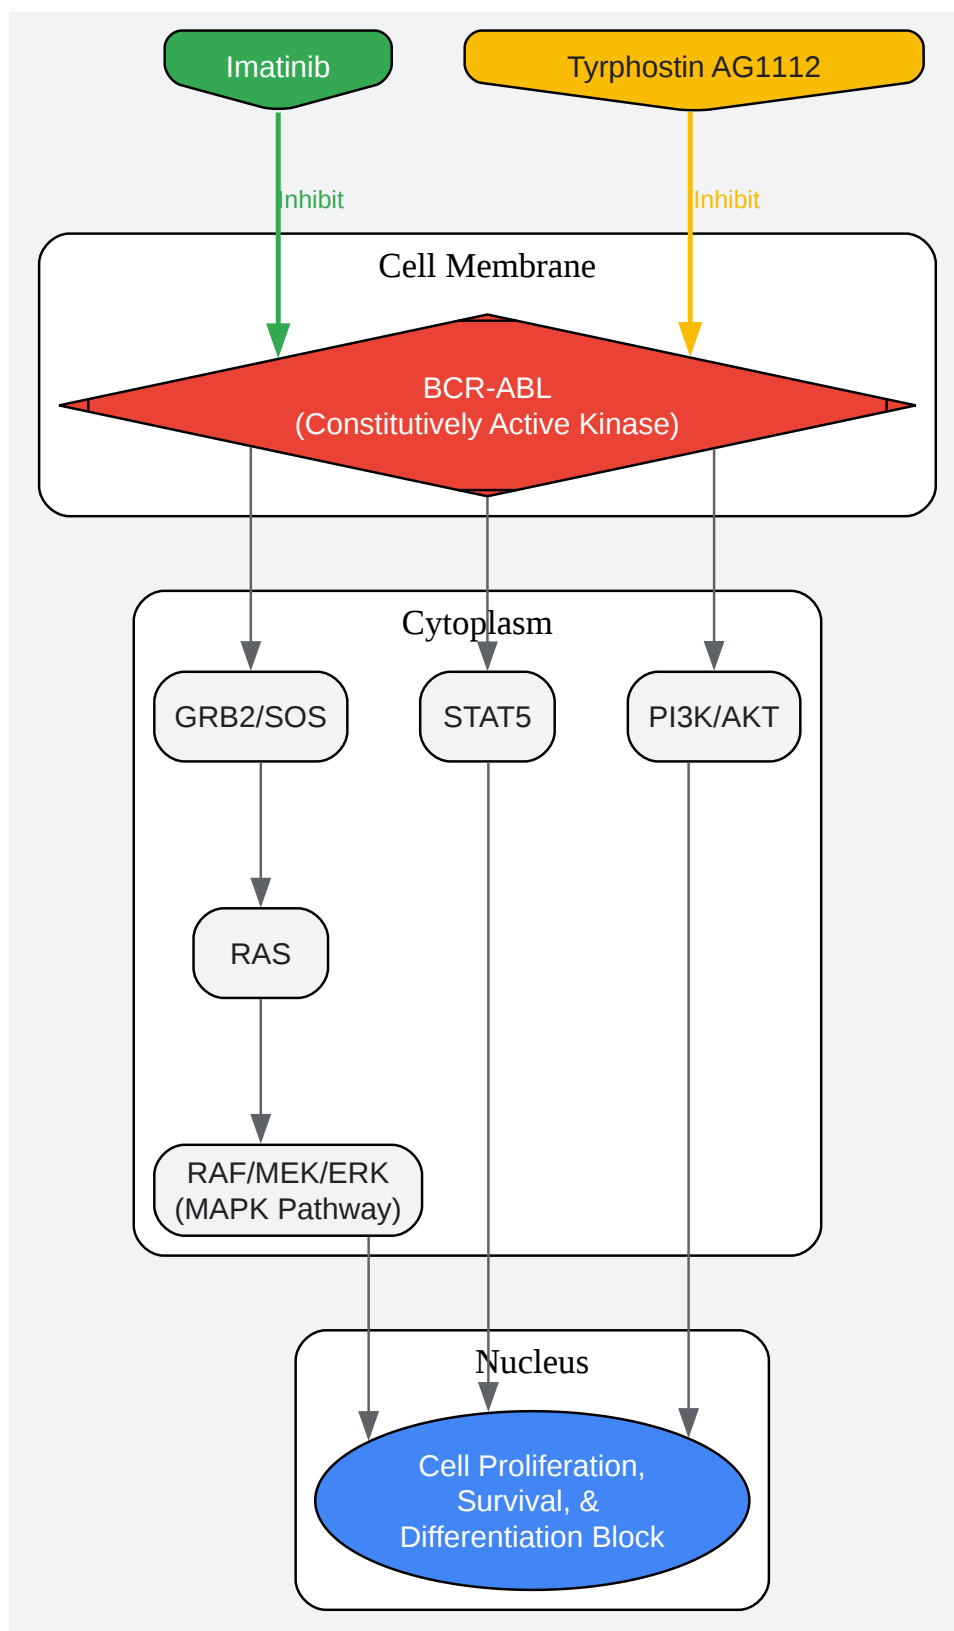 Imatinib
Tyrphostin AG1112
Inhibit
Inhibit
Cell Membrane
BCR-ABL
(Constitutively Active Kinase)
Cytoplasm
GRB2/SOS
STAT5
PI3K/AKT
RAS
RAF/MEK/ERK
(MAPK Pathway)
Nucleus
Cell Proliferation,
Survival, &
Differentiation Block